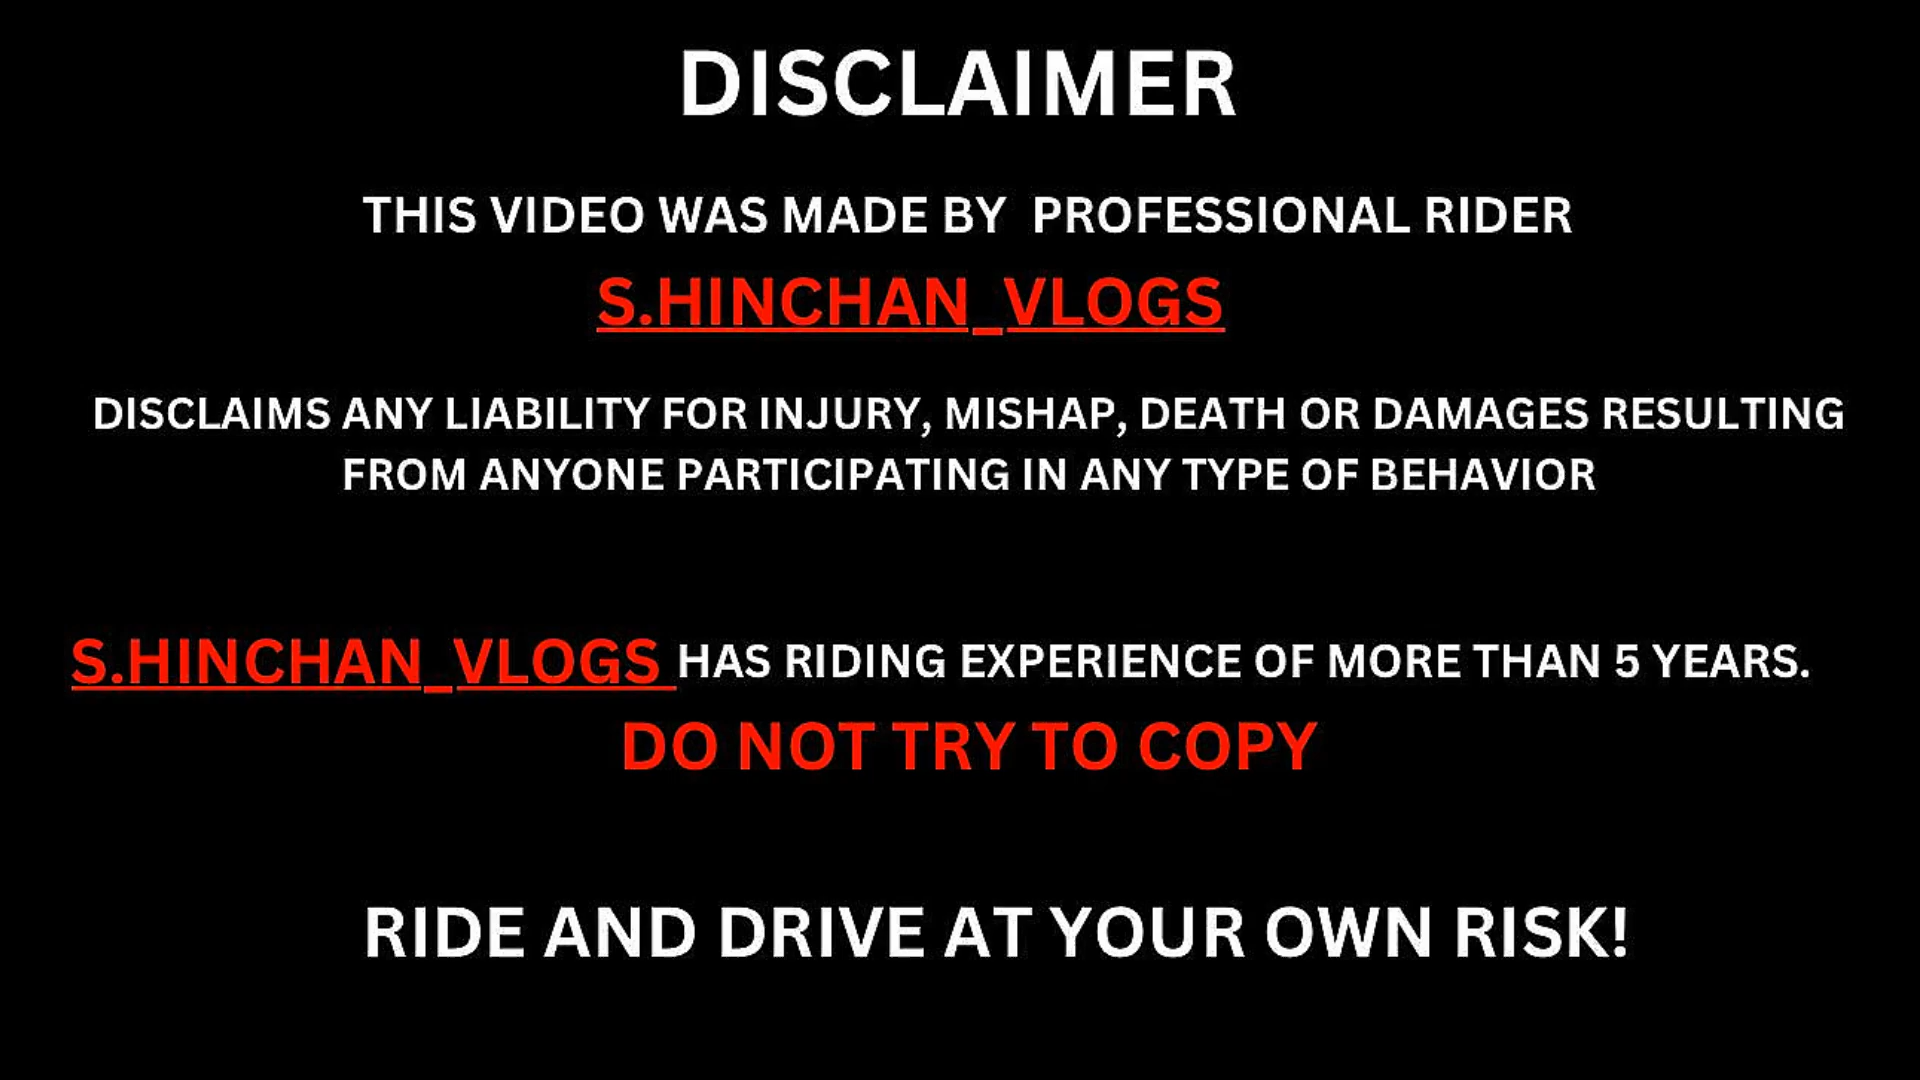 DISCLAIMER
THIS VIDEO WAS MADE BY PROFESSIONAL RIDER
S.HINCHAN_VLOGS
DISCLAIMS ANY LIABILITY FOR INJURY, MISHAP, DEATH OR DAMAGES RESULTING
FROM ANYONE PARTICIPATING IN ANY TYPE OF BEHAVIOR
S.HINCHAN_VLOGS HAS RIDING EXPERIENCE OF MORE THAN 5 YEARS.
DO NOT TRY TO COPY
RIDE AND DRIVE AT YOUR OWN RISK!